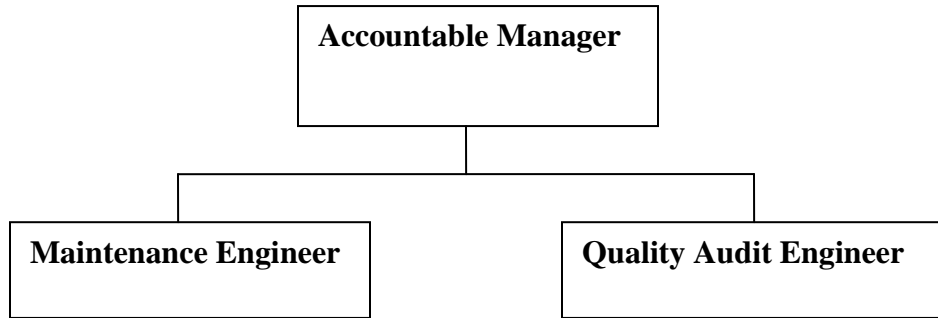 Accountable Manager
Maintenance Engineer
Quality Audit Engineer